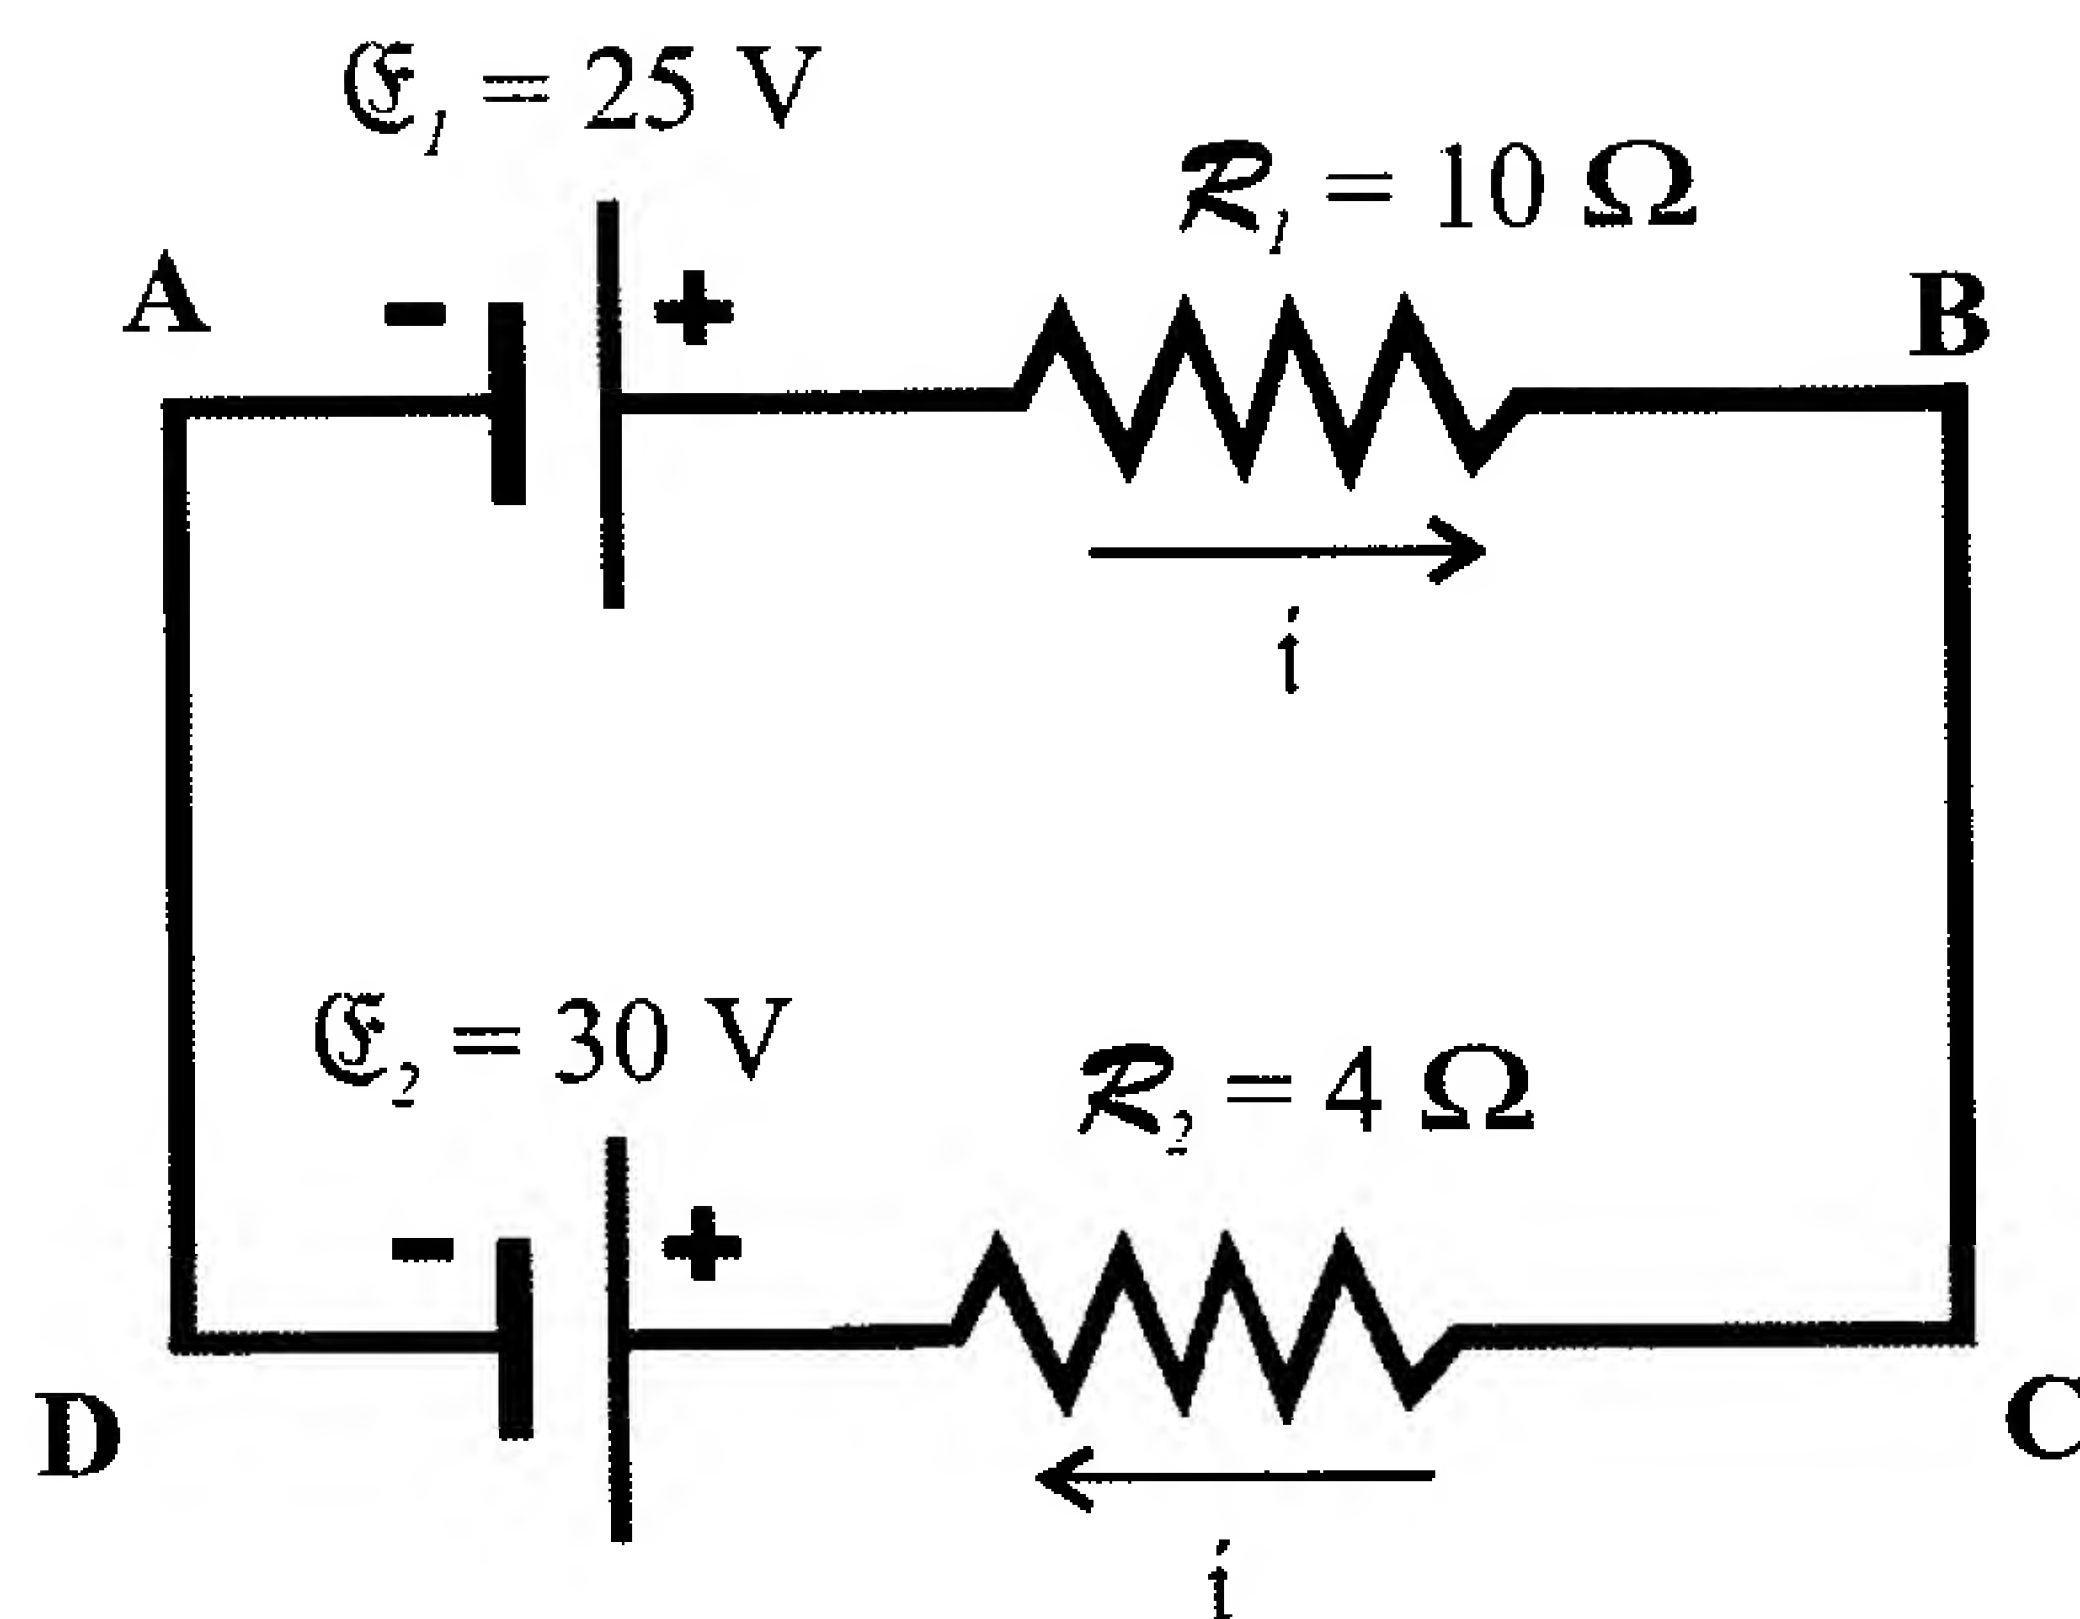 𝔈₁ = 25 V
ℛ₁ = 10 Ω
A - + B
i
𝔈₂ = 30 V
ℛ₂ = 4 Ω
- +
D C
i